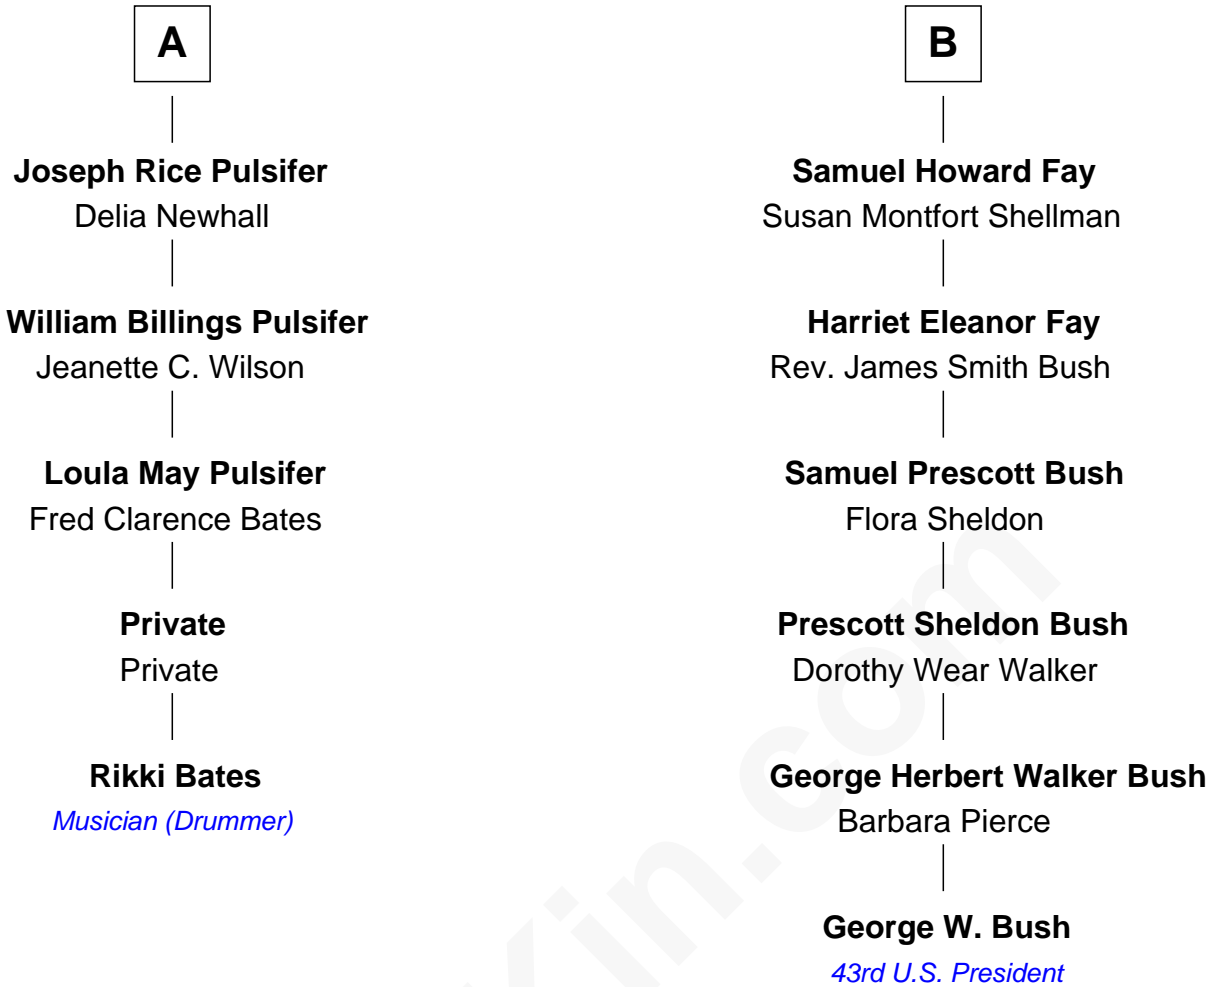 A
Joseph Rice Pulsifer
Delia Newhall
William Billings Pulsifer
Jeanette C. Wilson
Loula May Pulsifer
Fred Clarence Bates
Private
Private
Rikki Bates
Musician (Drummer)
B
Samuel Howard Fay
Susan Montfort Shellman
Harriet Eleanor Fay
Rev. James Smith Bush
Samuel Prescott Bush
Flora Sheldon
Prescott Sheldon Bush
Dorothy Wear Walker
George Herbert Walker Bush
Barbara Pierce
George W. Bush
43rd U.S. President
Kin.com